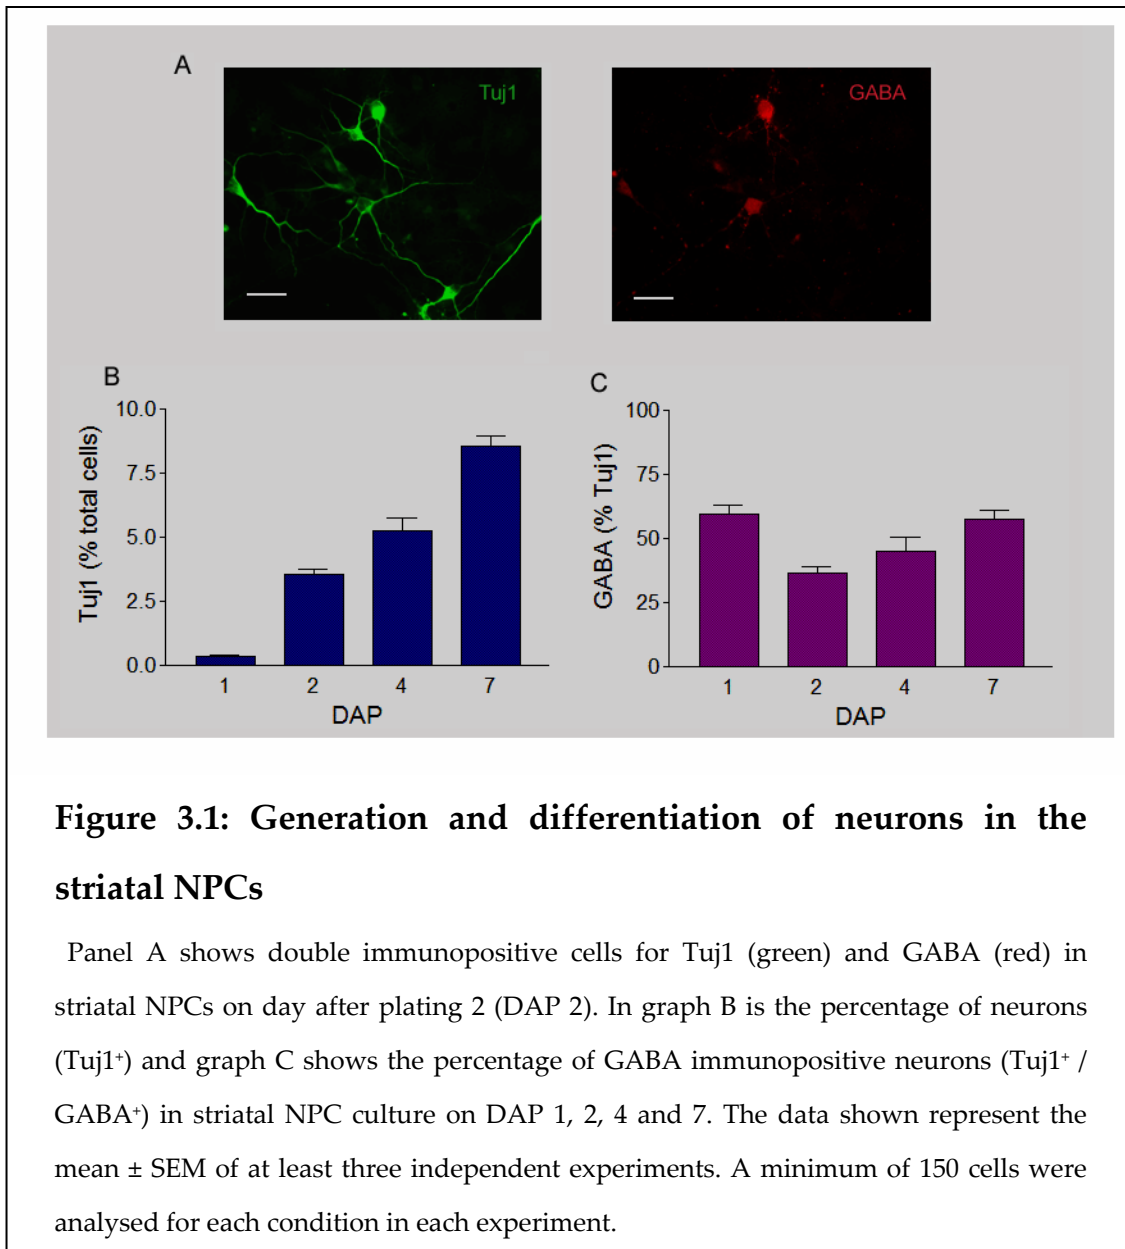 A
Tuj1
GABA
B
10.0
7.5
5.0
2.5
0.0
Tuj1 (% total cells)
1 2 4 7
DAP
C
100
75
50
25
0
GABA (% Tuj1)
1 2 4 7
DAP
Figure 3.1: Generation and differentiation of neurons in the
striatal NPCs
Panel A shows double immunopositive cells for Tuj1 (green) and GABA (red) in
striatal NPCs on day after plating 2 (DAP 2). In graph B is the percentage of neurons
(Tuj1⁺) and graph C shows the percentage of GABA immunopositive neurons (Tuj1⁺ /
GABA⁺) in striatal NPC culture on DAP 1, 2, 4 and 7. The data shown represent the
mean ± SEM of at least three independent experiments. A minimum of 150 cells were
analysed for each condition in each experiment.